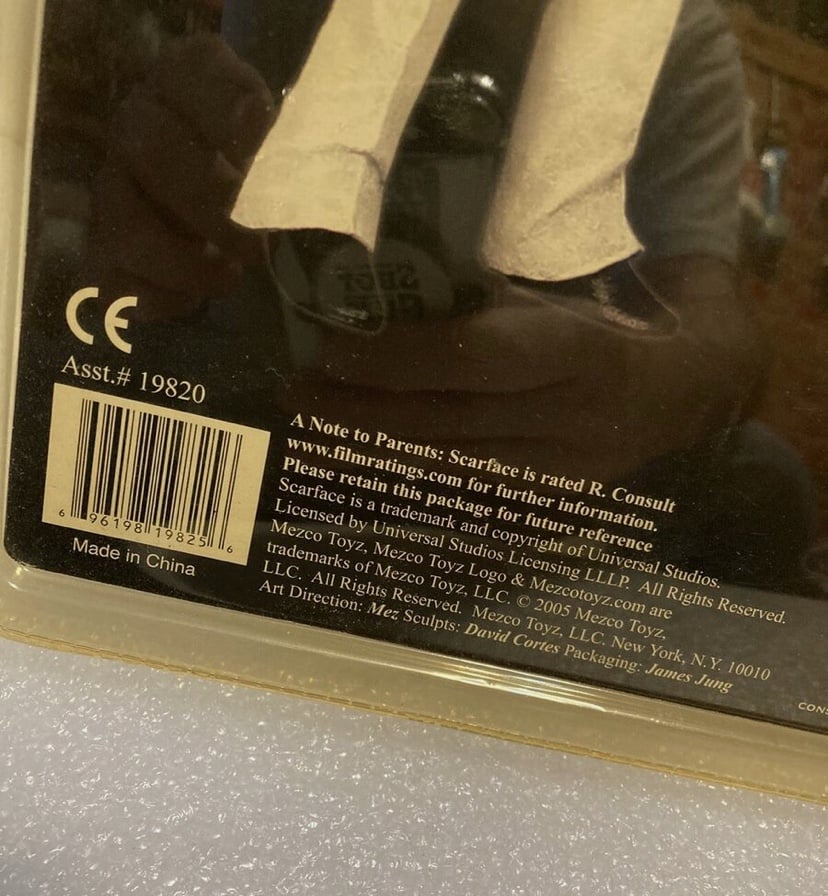 CE
Asst.# 19820
6 96198 19825 6
Made in China
A Note to Parents: Scarface is rated R. Consult
www.filmratings.com for further information.
Please retain this package for future reference
Scarface is a trademark and copyright of Universal Studios.
Licensed by Universal Studios Licensing LLLP. All Rights Reserved.
Mezco Toyz, Mezco Toyz Logo & Mezcotoyz.com are
trademarks of Mezco Toyz, LLC. © 2005 Mezco Toyz,
LLC. All Rights Reserved. Mezco Toyz, LLC. New York, N.Y. 10010
Art Direction: Mez Sculpts: David Cortes Packaging: James Jung